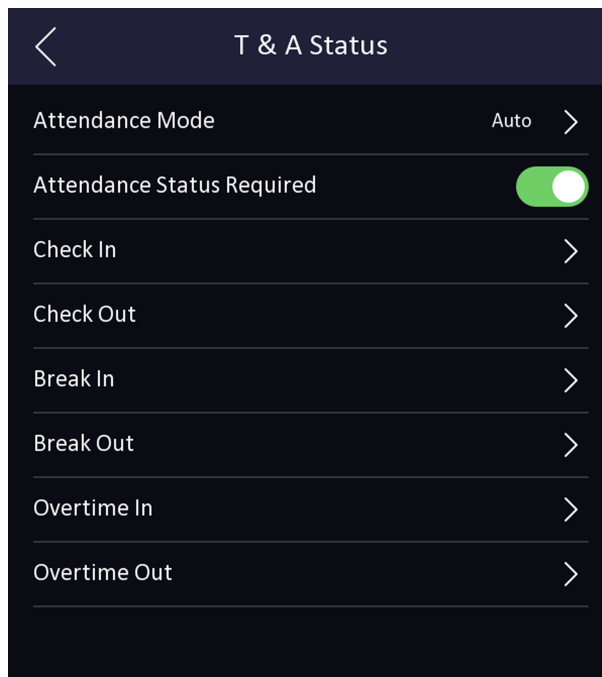 T & A Status
Attendance Mode Auto
Attendance Status Required
Check In
Check Out
Break In
Break Out
Overtime In
Overtime Out